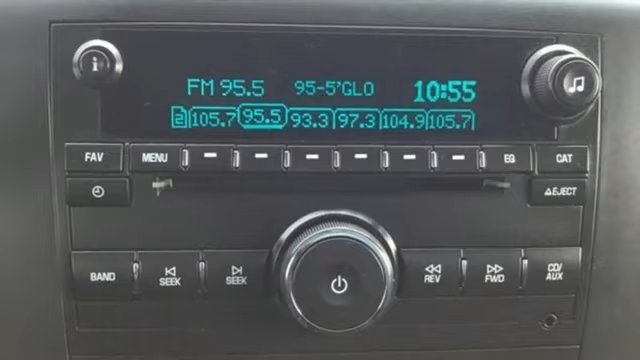 FM 95.5 95-5'GLO 10:55
2 105.7 95.5 93.3 97.3 104.9 105.7
FAV MENU EQ CAT
EJECT
BAND SEEK SEEK REV FWD CD/AUX